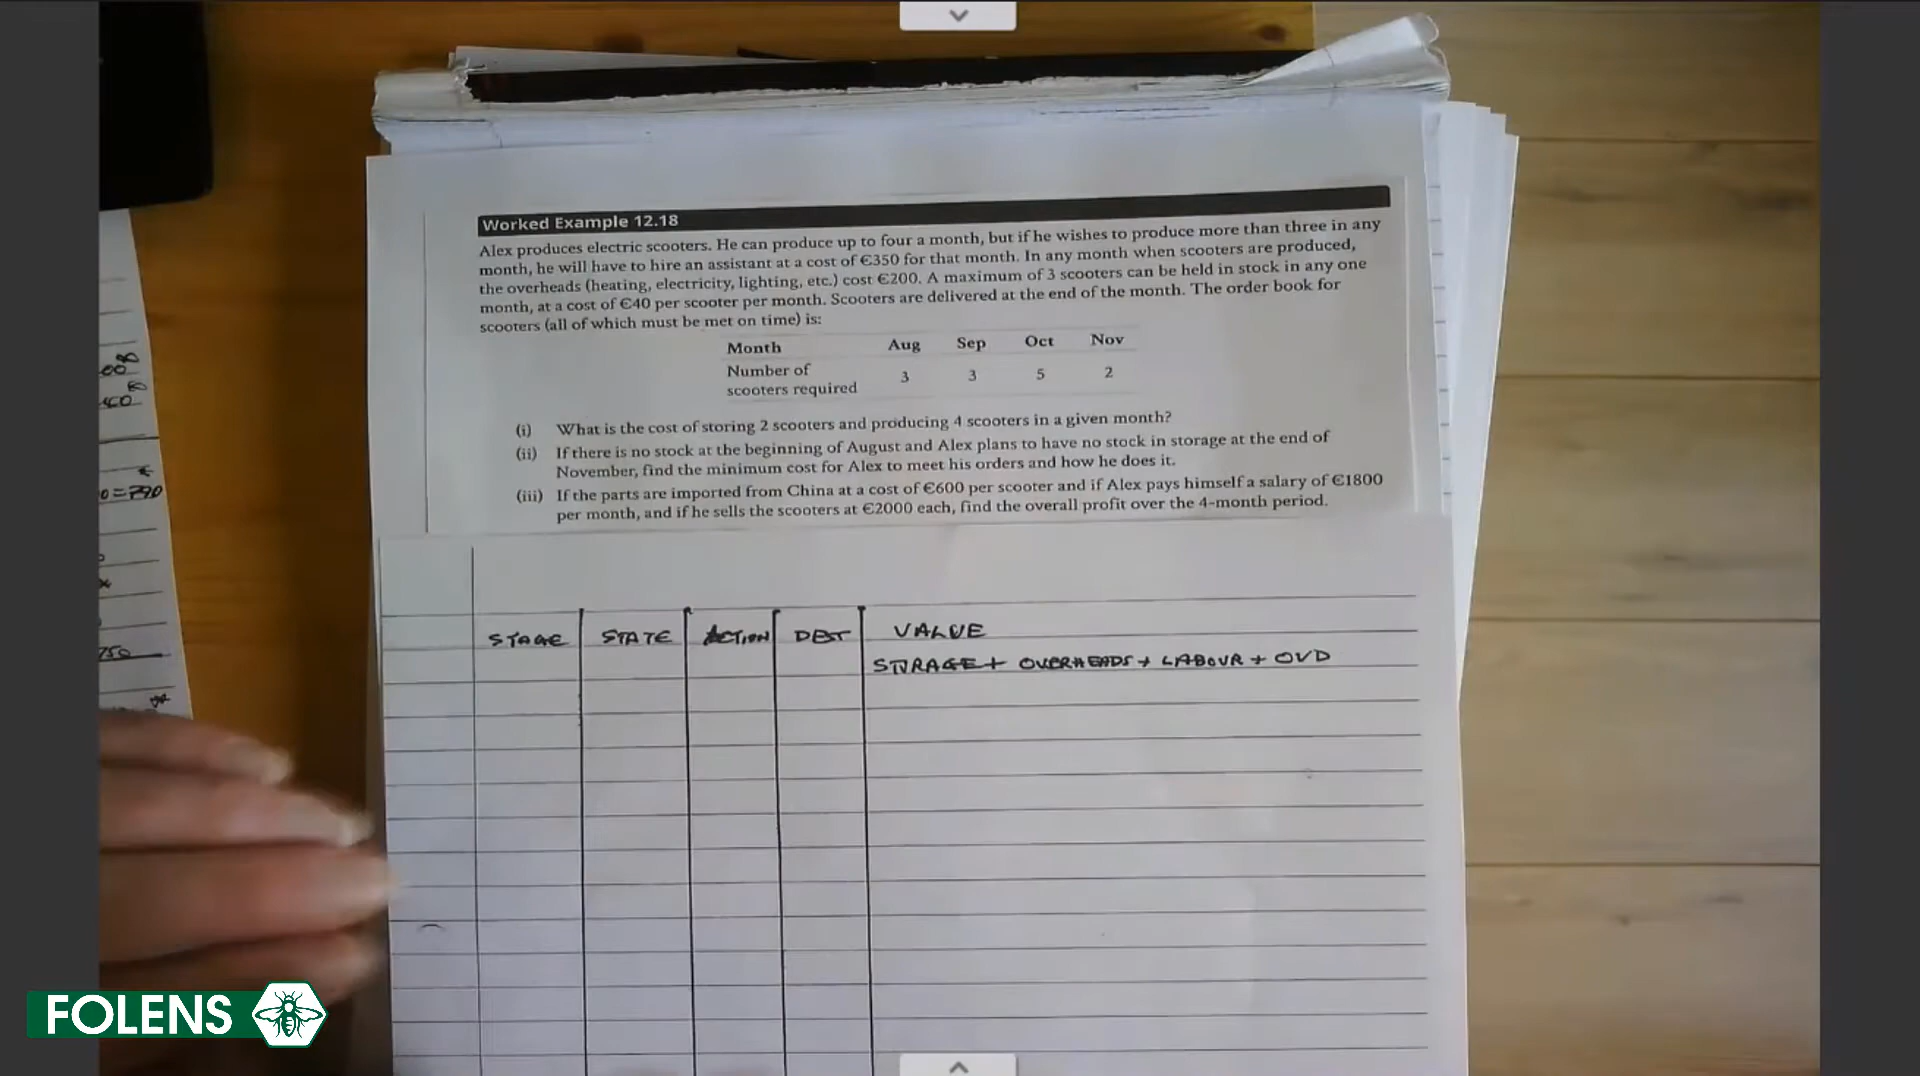 Worked Example 12.18
Alex produces electric scooters. He can produce up to four a month, but if he wishes to produce more than three in any
month, he will have to hire an assistant at a cost of €350 for that month. In any month when scooters are produced,
the overheads (heating, electricity, lighting, etc.) cost €200. A maximum of 3 scooters can be held in stock in any one
month, at a cost of €40 per scooter per month. Scooters are delivered at the end of the month. The order book for
scooters (all of which must be met on time) is:
Month Aug Sep Oct Nov
Number of
scooters required 3 3 5 2
(i) What is the cost of storing 2 scooters and producing 4 scooters in a given month?
(ii) If there is no stock at the beginning of August and Alex plans to have no stock in storage at the end of
November, find the minimum cost for Alex to meet his orders and how he does it.
(iii) If the parts are imported from China at a cost of €600 per scooter and if Alex pays himself a salary of €1800
per month, and if he sells the scooters at €2000 each, find the overall profit over the 4-month period.
STAGE STATE ACTION DEST VALUE
STORAGE + OVERHEADS + LABOUR + OVD
0=790
750
FOLENS